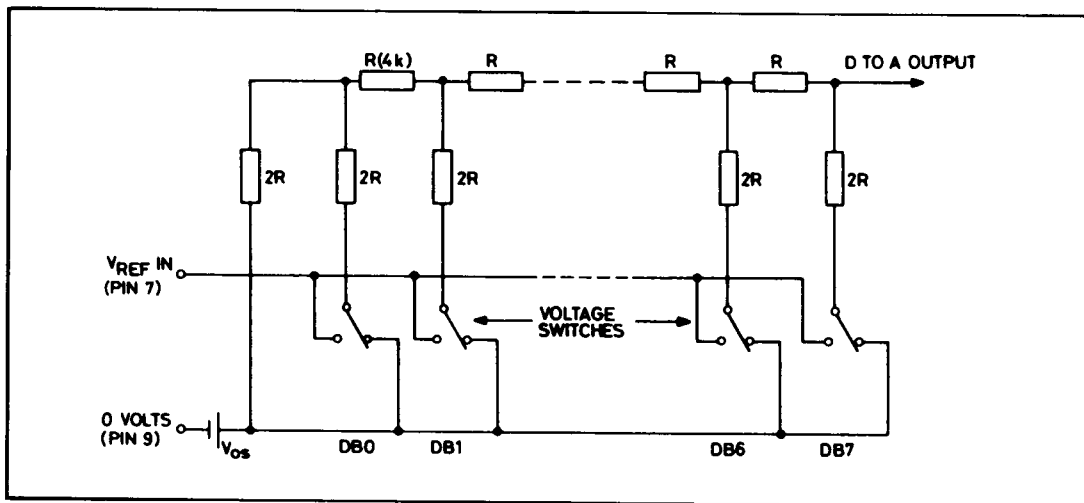 R(4k) R R R D TO A OUTPUT
2R 2R 2R 2R 2R
VREF IN
(PIN 7)
VOLTAGE
SWITCHES
0 VOLTS
(PIN 9)
Vos
DB0 DB1 DB6 DB7